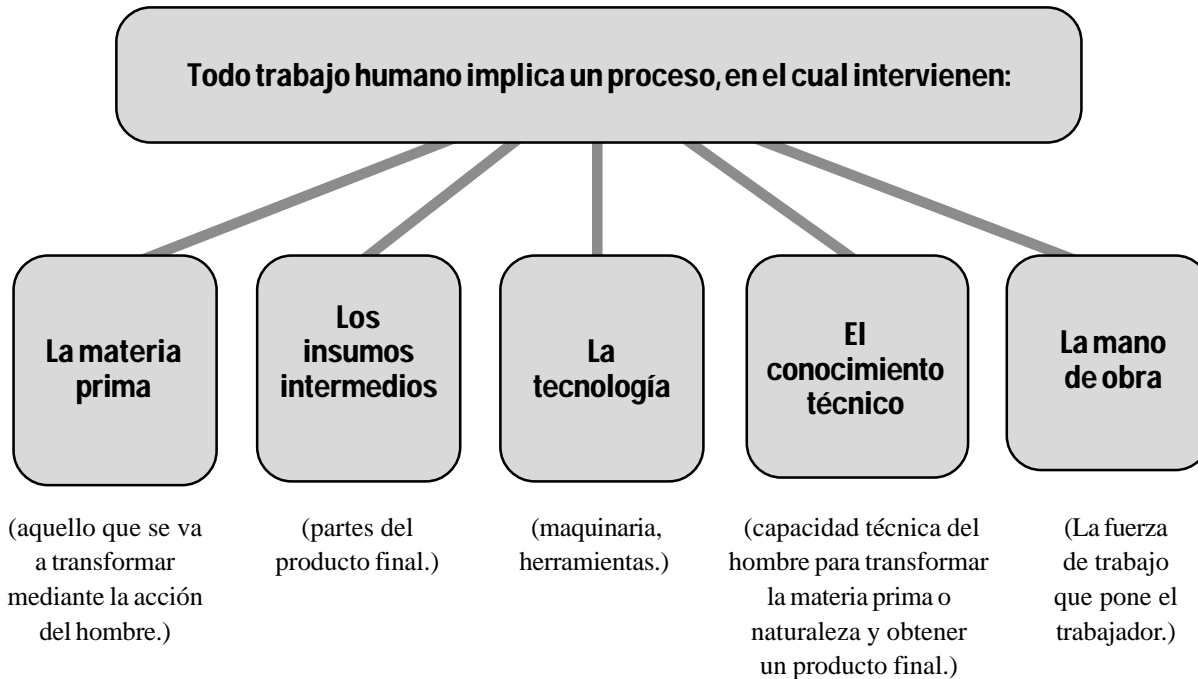 Todo trabajo humano implica un proceso, en el cual intervienen:
La materia
prima
Los
insumos
intermedios
La
tecnología
El
conocimiento
técnico
La mano
de obra
(aquello que se va
a transformar
mediante la acción
del hombre.)
(partes del
producto final.)
(maquinaria,
herramientas.)
(capacidad técnica del
hombre para transformar
la materia prima o
naturaleza y obtener
un producto final.)
(La fuerza
de trabajo
que pone el
trabajador.)